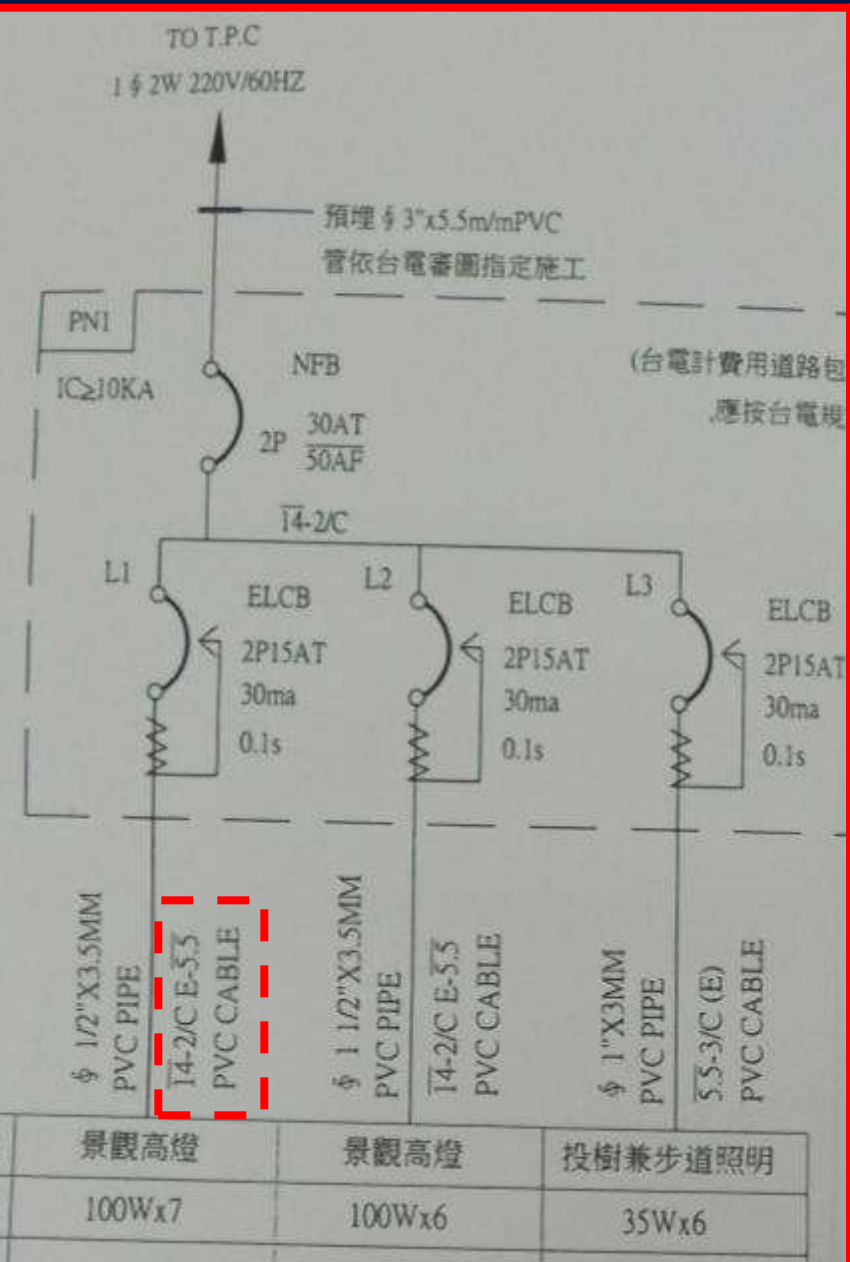 TO T.P.C
1 ∮ 2W 220V/60HZ
預埋 ∮ 3"x5.5m/mPVC
管依台電審圖指定施工
PN1
IC≥10KA
NFB
2P 30AT
50AF
(台電計費用道路包
,應按台電規
14-2/C
L1
ELCB
2P15AT
30ma
0.1s
L2
ELCB
2P15AT
30ma
0.1s
L3
ELCB
2P15AT
30ma
0.1s
∮ 1/2"X3.5MM
PVC PIPE
14-2/C E-5.5
PVC CABLE
∮ 1 1/2"X3.5MM
PVC PIPE
14-2/C E-5.5
PVC CABLE
∮ 1"X3MM
PVC PIPE
5.5-3/C (E)
PVC CABLE
景觀高燈 景觀高燈 投樹兼步道照明
100Wx7 100Wx6 35Wx6